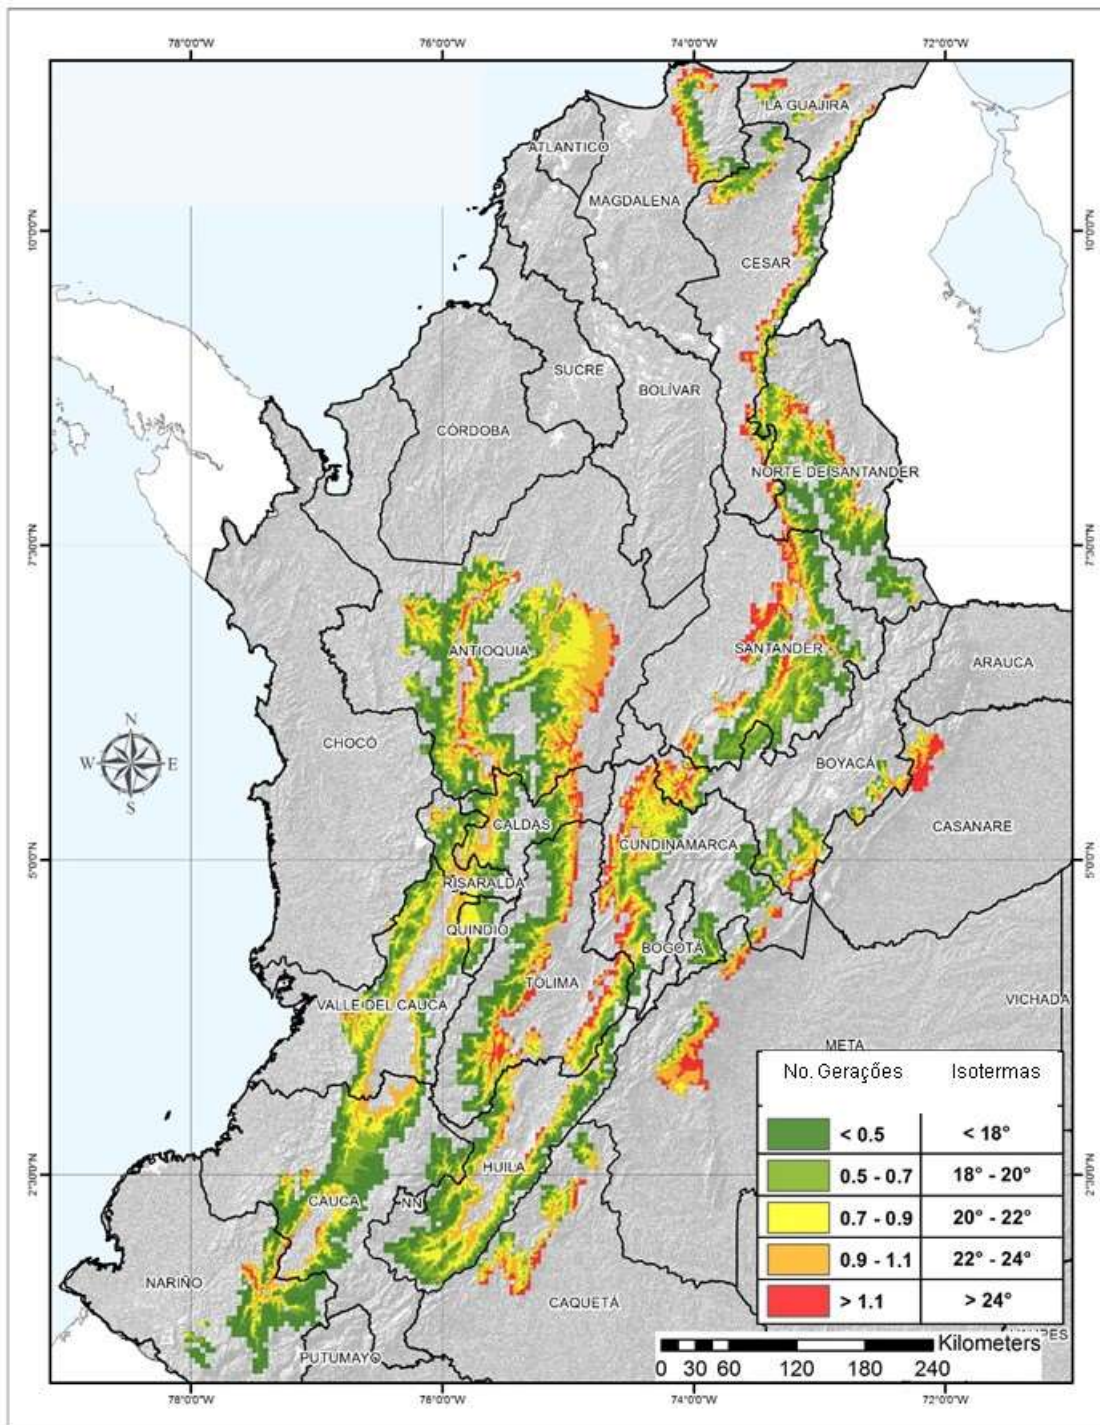 78°0'0"W 76°0'0"W 74°0'0"W 72°0'0"W
LA GUAJIRA
ATLANTICO
MAGDALENA
10°0'0"N 10°0'0"N
CESAR
SUCRE
BOLÍVAR
CÓRDOBA
NORTE DE SANTANDER
7°30'0"N 7°30'0"N
ANTIOQUIA
SANTANDER
ARAUCA
CHOCÓ
N
W E
S
BOYACÁ
CASANARE
CALDAS
CUNDINAMARCA
5°0'0"N 5°0'0"N
RISARALDA
QUINDIO
BOGOTÁ
TOLIMA
VALLE DEL CAUCA
VICHADA
META
No. Gerações Isotermas
< 0.5 < 18°
0.5 - 0.7 18° - 20°
0.7 - 0.9 20° - 22°
0.9 - 1.1 22° - 24°
> 1.1 > 24°
2°30'0"N 2°30'0"N
HUILA
CAUCA
NN
NARIÑO
CAQUETÁ
PUTUMAYO
Kilometers
0 30 60 120 180 240
78°0'0"W 76°0'0"W 74°0'0"W 72°0'0"W